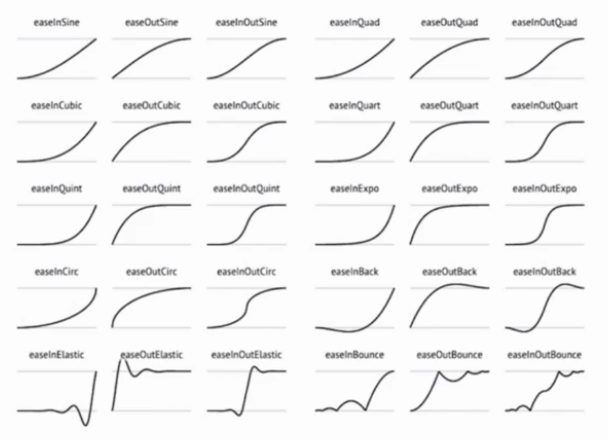 easeInSine easeOutSine easeInOutSine easeInQuad easeOutQuad easeInOutQuad
easeInCubic easeOutCubic easeInOutCubic easeInQuart easeOutQuart easeInOutQuart
easeInQuint easeOutQuint easeInOutQuint easeInExpo easeOutExpo easeInOutExpo
easeInCirc easeOutCirc easeInOutCirc easeInBack easeOutBack easeInOutBack
easeInElastic easeOutElastic easeInOutElastic easeInBounce easeOutBounce easeInOutBounce